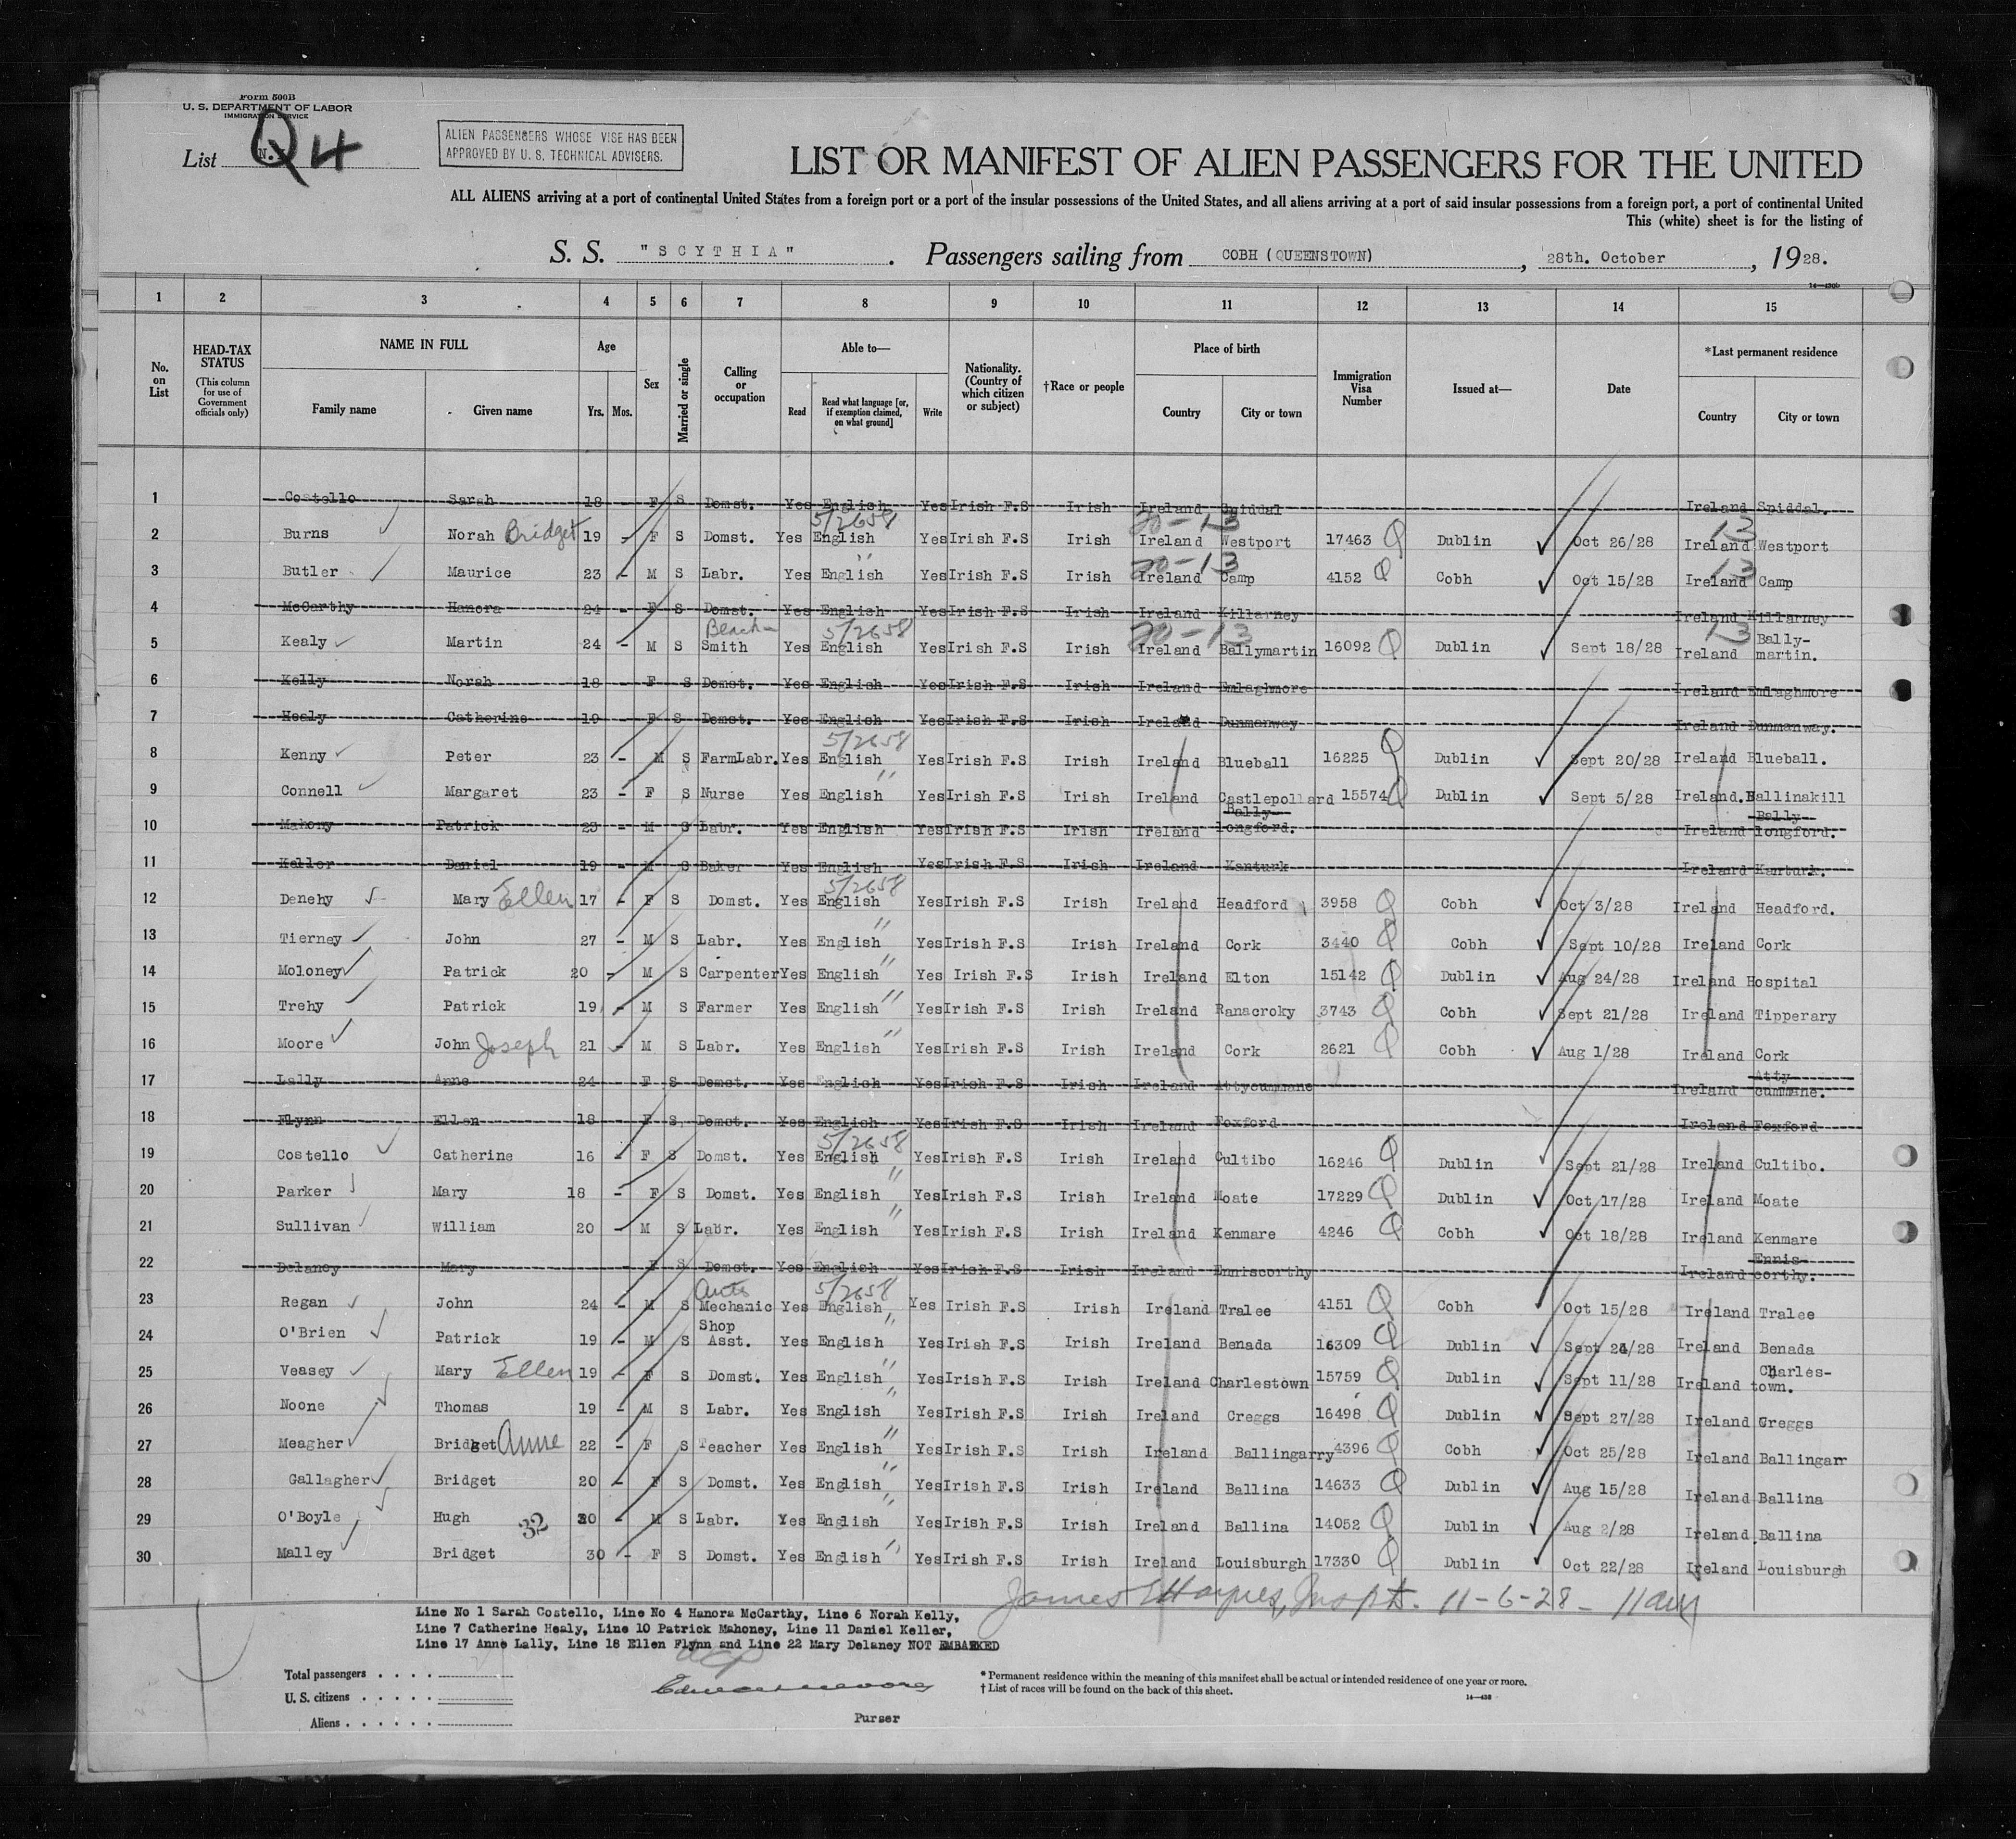 Form 500B
U. S. DEPARTMENT OF LABOR
IMMIGRATION SERVICE
List Q4
ALIEN PASSENGERS WHOSE VISE HAS BEEN
APPROVED BY U. S. TECHNICAL ADVISERS.
LIST OR MANIFEST OF ALIEN PASSENGERS FOR THE UNITED
ALL ALIENS arriving at a port of continental United States from a foreign port or a port of the insular possessions of the United States, and all aliens arriving at a port of said insular possessions from a foreign port, a port of continental United
This (white) sheet is for the listing of
S. S. "SCYTHIA". Passengers sailing from COBH (QUEENSTOWN), 28th. October, 1928.
1 2 3 4 5 6 7 8 9 10 11 12 13 14 15
No. on List
HEAD-TAX STATUS (This column for use of Government officials only)
NAME IN FULL Family name Given name
Age Yrs. Mos.
Sex
Married or single
Calling or occupation
Able to— Read Read what language [or, if exemption claimed, on what ground] Write
Nationality. (Country of which citizen or subject)
†Race or people
Place of birth Country City or town
Immigration Visa Number
Issued at—
Date
*Last permanent residence Country City or town
1 Costello Sarah 18 - F S Domst. Yes English Yes Irish F.S Irish Ireland Spiddal Ireland Spiddal.
2 Burns Norah Bridget 19 - F S Domst. Yes English 5/2658 Yes Irish F.S Irish Ireland Westport 17463 Q Dublin Oct 26/28 Ireland Westport
3 Butler Maurice 23 - M S Labr. Yes English " Yes Irish F.S Irish Ireland Camp 4152 Q Cobh Oct 15/28 Ireland Camp
4 McCarthy Hanora 24 - F S Domst. Yes English Yes Irish F.S Irish Ireland Killarney Ireland Killarney
5 Kealy Martin 24 - M S Smith Yes English 5/2658 Yes Irish F.S Irish Ireland Ballymartin 16092 Q Dublin Sept 18/28 Ireland Bally-martin.
6 Kelly Norah 18 - F S Domst. Yes English Yes Irish F.S Irish Ireland Emlaghmore Ireland Emlaghmore
7 Healy Catherine 19 - F S Domst. Yes English Yes Irish F.S Irish Ireland Dunmanway Ireland Dunmanway.
8 Kenny Peter 23 - M S FarmLabr. Yes English 5/2658 Yes Irish F.S Irish Ireland Blueball 16225 Q Dublin Sept 20/28 Ireland Blueball.
9 Connell Margaret 23 - F S Nurse Yes English " Yes Irish F.S Irish Ireland Castlepollard 15574 Q Dublin Sept 5/28 Ireland. Ballinakill
10 Mahony Patrick 23 - M S Labr. Yes English Yes Irish F.S Irish Ireland Bally-longford. Ireland Bally-longford.
11 Keller Daniel 19 - M S Baker Yes English Yes Irish F.S Irish Ireland Kanturk Ireland Kanturk.
12 Denehy Mary Ellen 17 - F S Domst. Yes English 5/2658 Yes Irish F.S Irish Ireland Headford 3958 Q Cobh Oct 3/28 Ireland Headford.
13 Tierney John 27 - M S Labr. Yes English " Yes Irish F.S Irish Ireland Cork 3440 Q Cobh Sept 10/28 Ireland Cork
14 Moloney Patrick 20 - M S Carpenter Yes English " Yes Irish F.S Irish Ireland Elton 15142 Q Dublin Aug 24/28 Ireland Hospital
15 Trehy Patrick 19 - M S Farmer Yes English " Yes Irish F.S Irish Ireland Ranacroky 3743 Q Cobh Sept 21/28 Ireland Tipperary
16 Moore John Joseph 21 - M S Labr. Yes English " Yes Irish F.S Irish Ireland Cork 2621 Q Cobh Aug 1/28 Ireland Cork
17 Lally Anne 24 F S Domst. Yes English Yes Irish F.S Irish Ireland Attycummane Ireland Atty-cummane.
18 Flynn Ellen 18 - F S Domst. Yes English Yes Irish F.S Irish Ireland Foxford Ireland Foxford
19 Costello Catherine 16 - F S Domst. Yes English 5/2658 Yes Irish F.S Irish Ireland Cultibo 16246 Q Dublin Sept 21/28 Ireland Cultibo.
20 Parker Mary 18 - F S Domst. Yes English " Yes Irish F.S Irish Ireland Moate 17229 Q Dublin Oct 17/28 Ireland Moate
21 Sullivan William 20 - M S Labr. Yes English " Yes Irish F.S Irish Ireland Kenmare 4246 Q Cobh Oct 18/28 Ireland Kenmare
22 Delaney Mary F S Domst. Yes English Yes Irish F.S Irish Ireland Enniscorthy Ireland Ennis-corthy.
23 Regan John 24 - M S Auto Mechanic Yes English 5/2658 Yes Irish F.S Irish Ireland Tralee 4151 Q Cobh Oct 15/28 Ireland Tralee
24 O'Brien Patrick 19 - M S Shop Asst. Yes English " Yes Irish F.S Irish Ireland Benada 16309 Q Dublin Sept 24/28 Ireland Benada
25 Veasey Mary Ellen 19 - F S Domst. Yes English " Yes Irish F.S Irish Ireland Charlestown 15759 Q Dublin Sept 11/28 Ireland Charles-town.
26 Noone Thomas 19 - M S Labr. Yes English " Yes Irish F.S Irish Ireland Creggs 16498 Q Dublin Sept 27/28 Ireland Creggs
27 Meagher Bridget Anne 22 - F S Teacher Yes English " Yes Irish F.S Irish Ireland Ballingarry 4396 Q Cobh Oct 25/28 Ireland Ballingarr
28 Gallagher Bridget 20 - F S Domst. Yes English " Yes Irish F.S Irish Ireland Ballina 14633 Q Dublin Aug 15/28 Ireland Ballina
29 O'Boyle Hugh 32 30 - M S Labr. Yes English " Yes Irish F.S Irish Ireland Ballina 14052 Q Dublin Aug 2/28 Ireland Ballina
30 Malley Bridget 30 - F S Domst. Yes English " Yes Irish F.S Irish Ireland Louisburgh 17330 Q Dublin Oct 22/28 Ireland Louisburgh
James Haynes, Inspt. 11-6-28 - 11am
Line No 1 Sarah Costello, Line No 4 Hanora McCarthy, Line 6 Norah Kelly,
Line 7 Catherine Healy, Line 10 Patrick Mahoney, Line 11 Daniel Keller,
Line 17 Anne Lally, Line 18 Ellen Flynn and Line 22 Mary Delaney NOT EMBARKED
Total passengers . . . .
U. S. citizens . . . . .
Aliens . . . . . .
Purser
* Permanent residence within the meaning of this manifest shall be actual or intended residence of one year or more.
† List of races will be found on the back of this sheet.